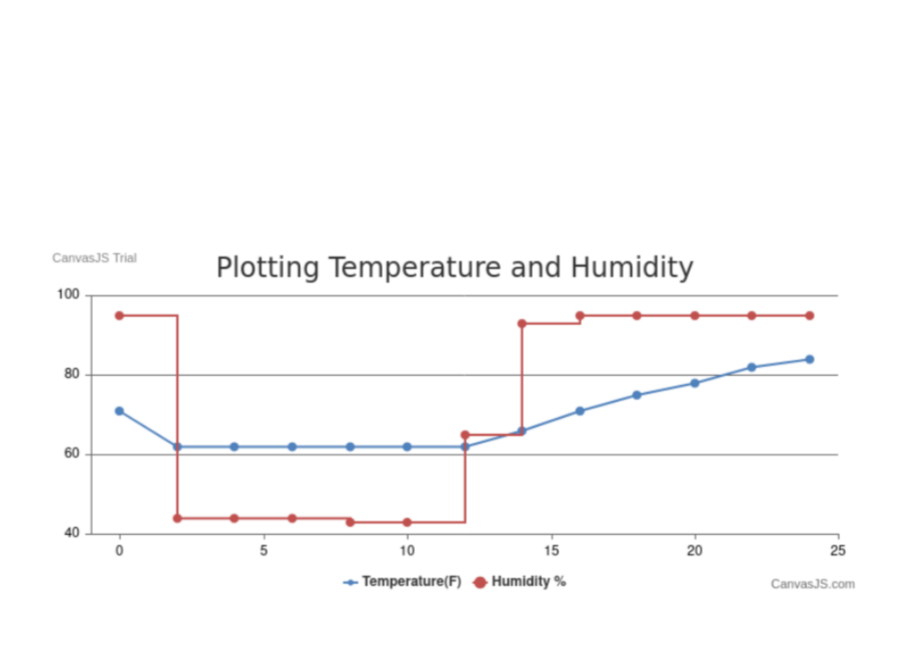 CanvasJS Trial
Plotting Temperature and Humidity
100
80
60
40
0 5 10 15 20 25
Temperature(F) Humidity %
CanvasJS.com